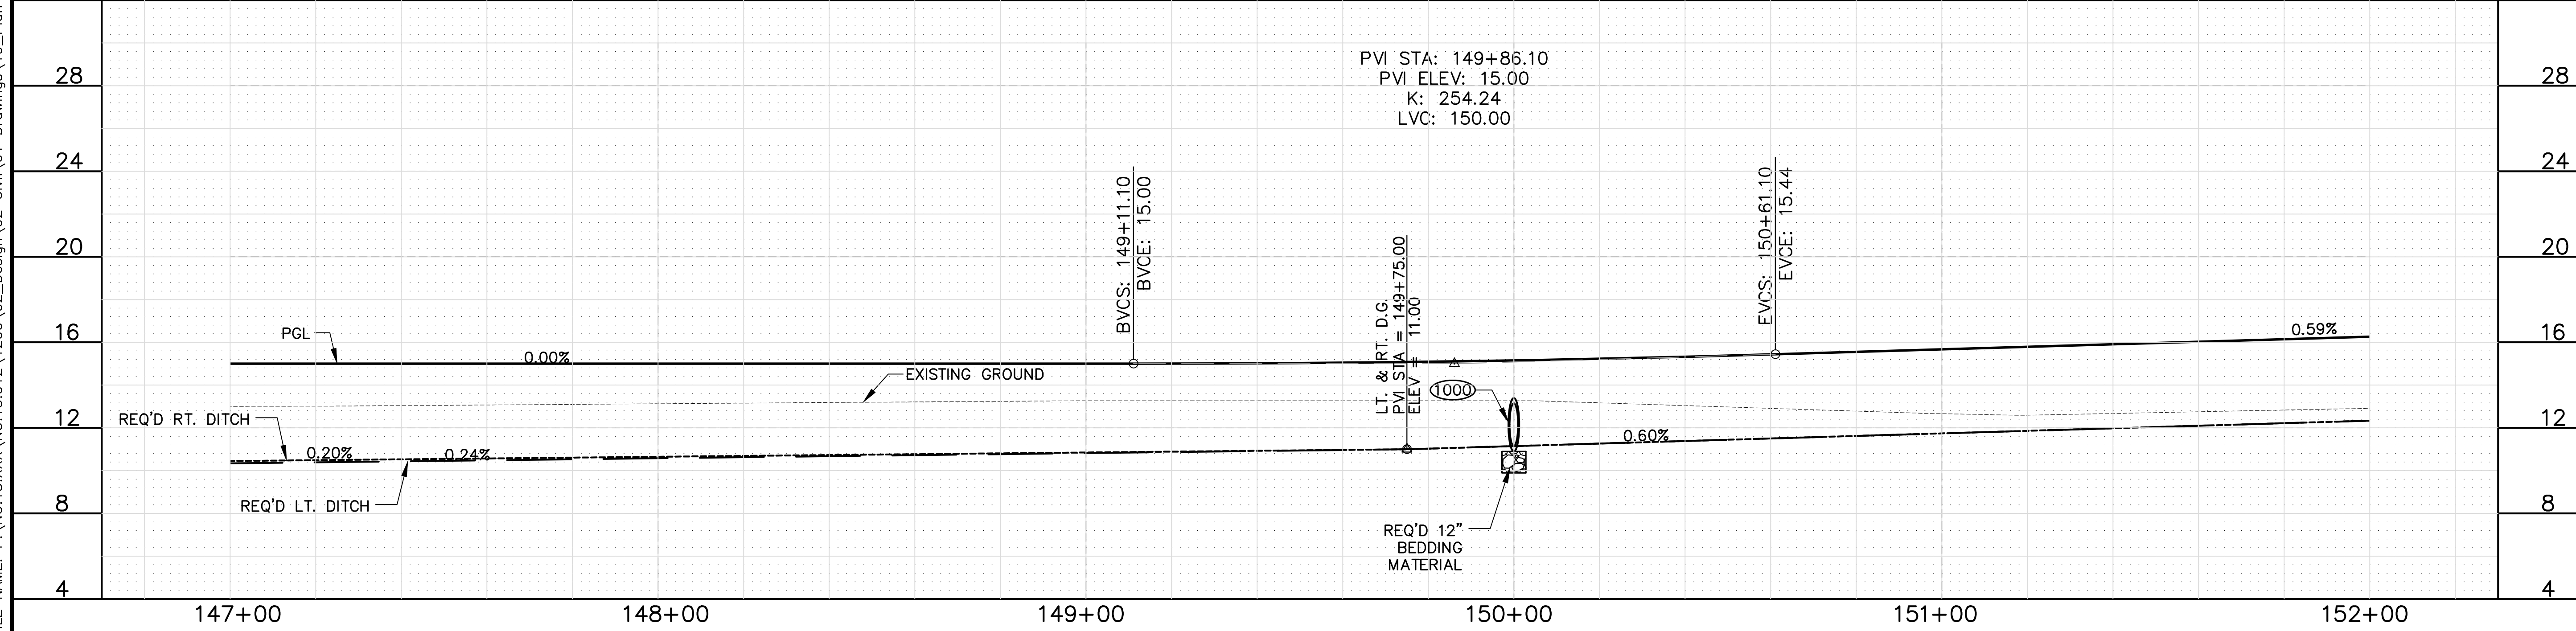 PVI STA: 149+86.10
PVI ELEV: 15.00
K: 254.24
LVC: 150.00
28
28
24
24
20
20
16
16
12
12
8
8
4
4
BVCS: 149+11.10
BVCE: 15.00
LT. & RT. D.G.
PVI STA = 149+75.00
ELEV = 11.00
EVCS: 150+61.10
EVCE: 15.44
PGL
0.00%
0.59%
EXISTING GROUND
1000
REQ'D RT. DITCH
0.20%
0.24%
0.60%
REQ'D LT. DITCH
REQ'D 12"
BEDDING
MATERIAL
147+00
148+00
149+00
150+00
151+00
152+00